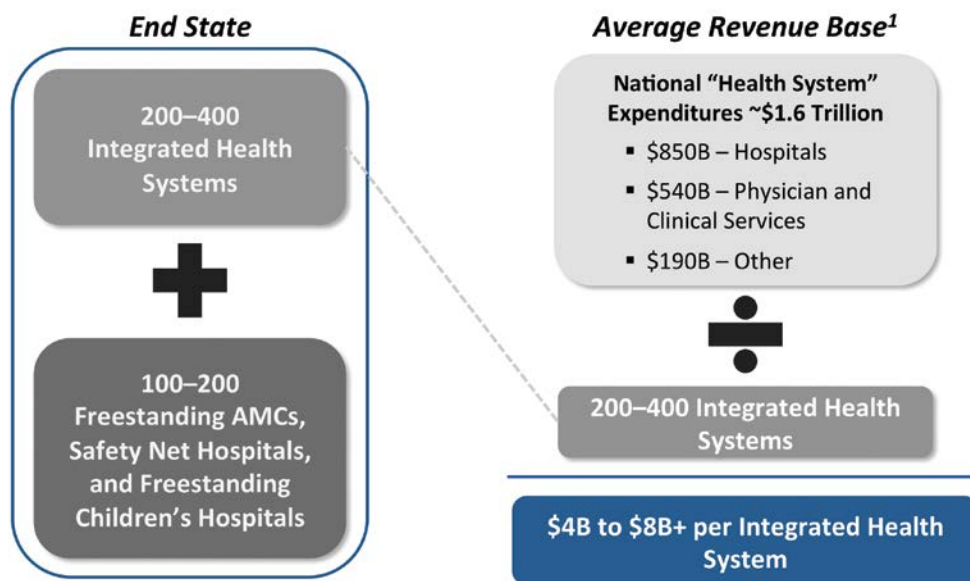 End State
200–400
Integrated Health
Systems
100–200
Freestanding AMCs,
Safety Net Hospitals,
and Freestanding
Children's Hospitals
Average Revenue Base¹
National "Health System"
Expenditures ~$1.6 Trillion
▪ $850B – Hospitals
▪ $540B – Physician and
Clinical Services
▪ $190B – Other
200–400 Integrated Health
Systems
$4B to $8B+ per Integrated Health
System